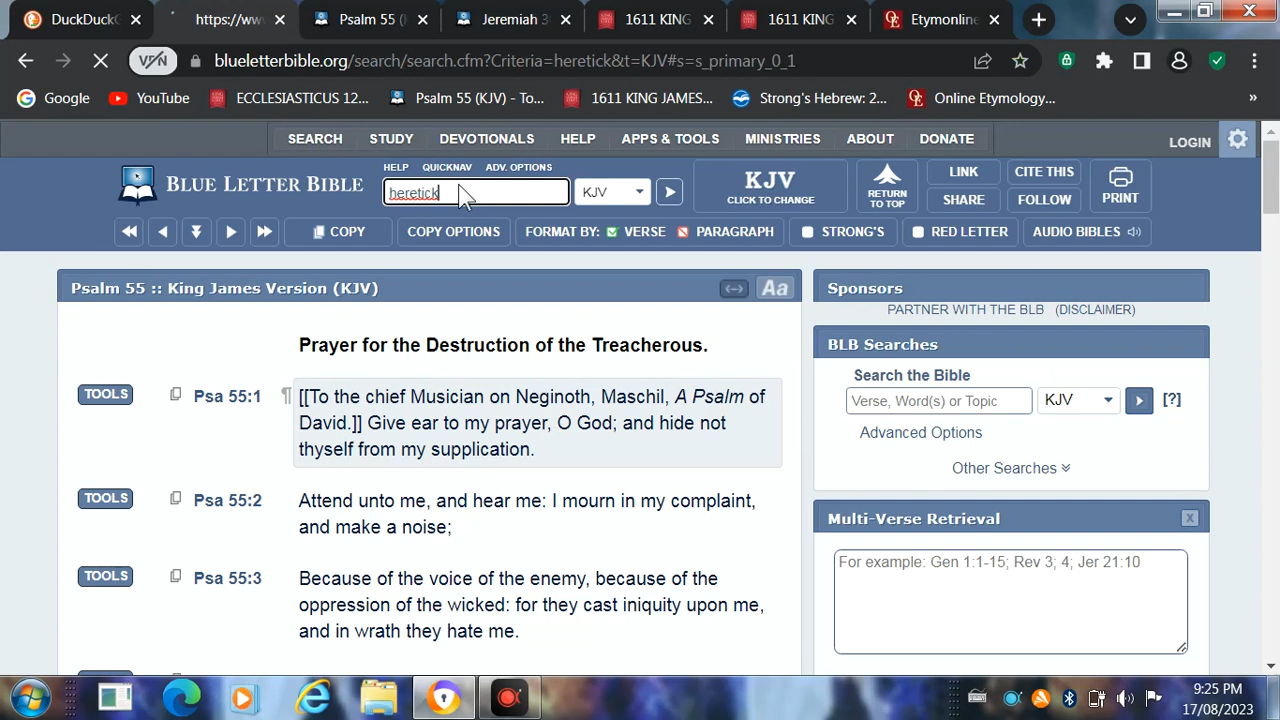 DuckDuckG
https://ww
Psalm 55 (
Jeremiah 3
1611 KING
1611 KING
Etymonline
VPN
blueletterbible.org/search/search.cfm?Criteria=heretick&t=KJV#s=s_primary_0_1
Google
YouTube
ECCLESIASTICUS 12...
Psalm 55 (KJV) - To...
1611 KING JAMES...
Strong's Hebrew: 2...
Online Etymology...
»
SEARCH STUDY DEVOTIONALS HELP APPS & TOOLS MINISTRIES ABOUT DONATE LOGIN
HELP QUICKNAV ADV. OPTIONS
BLUE LETTER BIBLE
heretick
KJV
KJV
CLICK TO CHANGE
RETURN
TO TOP
LINK
CITE THIS
SHARE
FOLLOW
PRINT
COPY
COPY OPTIONS
FORMAT BY: VERSE PARAGRAPH
STRONG'S
RED LETTER
AUDIO BIBLES
Psalm 55 :: King James Version (KJV)
Aa
Prayer for the Destruction of the Treacherous.
TOOLS
Psa 55:1
¶
[[To the chief Musician on Neginoth, Maschil, A Psalm of
David.]] Give ear to my prayer, O God; and hide not
thyself from my supplication.
TOOLS
Psa 55:2
Attend unto me, and hear me: I mourn in my complaint,
and make a noise;
TOOLS
Psa 55:3
Because of the voice of the enemy, because of the
oppression of the wicked: for they cast iniquity upon me,
and in wrath they hate me.
Sponsors
PARTNER WITH THE BLB (DISCLAIMER)
BLB Searches
Search the Bible
Verse, Word(s) or Topic
KJV
[?]
Advanced Options
Other Searches
Multi-Verse Retrieval
X
For example: Gen 1:1-15; Rev 3; 4; Jer 21:10
9:25 PM
17/08/2023